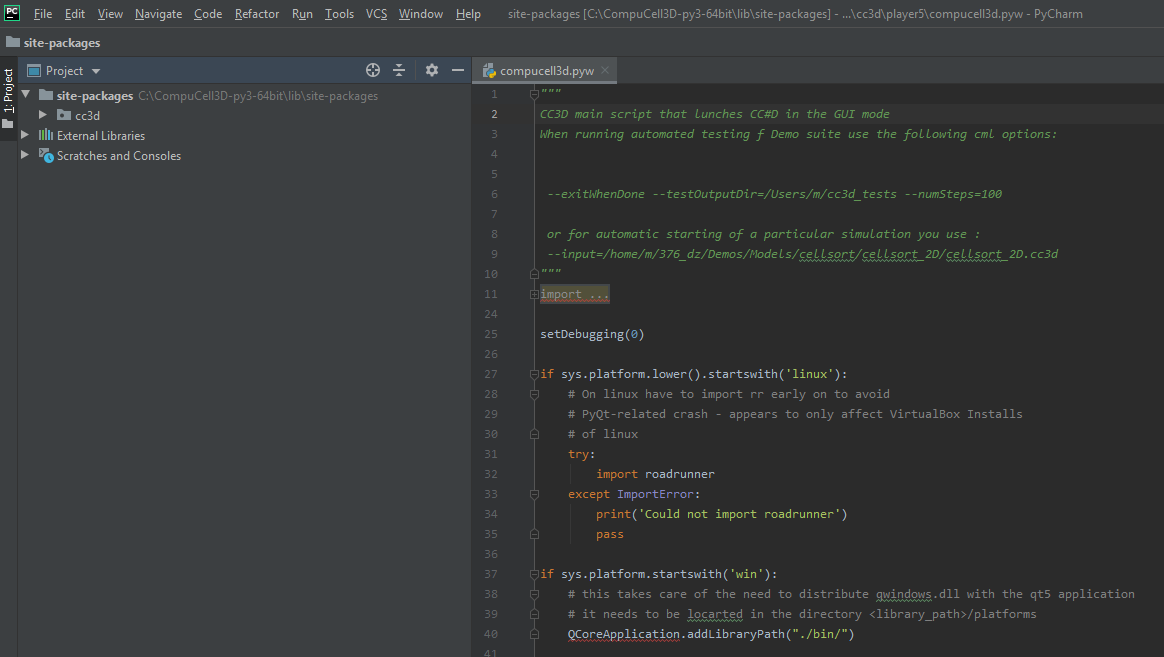 PC File Edit View Navigate Code Refactor Run Tools VCS Window Help site-packages [C:\CompuCell3D-py3-64bit\lib\site-packages] - ...\cc3d\player5\compucell3d.pyw - PyCharm
site-packages
1: Project
Project
compucell3d.pyw
site-packages C:\CompuCell3D-py3-64bit\lib\site-packages
cc3d
External Libraries
Scratches and Consoles
1 """
2 CC3D main script that lunches CC#D in the GUI mode
3 When running automated testing f Demo suite use the following cml options:
4
5
6 --exitWhenDone --testOutputDir=/Users/m/cc3d_tests --numSteps=100
7
8 or for automatic starting of a particular simulation you use :
9 --input=/home/m/376_dz/Demos/Models/cellsort/cellsort_2D/cellsort_2D.cc3d
10 """
11 import ...
24
25 setDebugging(0)
26
27 if sys.platform.lower().startswith('linux'):
28 # On linux have to import rr early on to avoid
29 # PyQt-related crash - appears to only affect VirtualBox Installs
30 # of linux
31 try:
32 import roadrunner
33 except ImportError:
34 print('Could not import roadrunner')
35 pass
36
37 if sys.platform.startswith('win'):
38 # this takes care of the need to distribute qwindows.dll with the qt5 application
39 # it needs to be locarted in the directory <library_path>/platforms
40 QCoreApplication.addLibraryPath("./bin/")
41